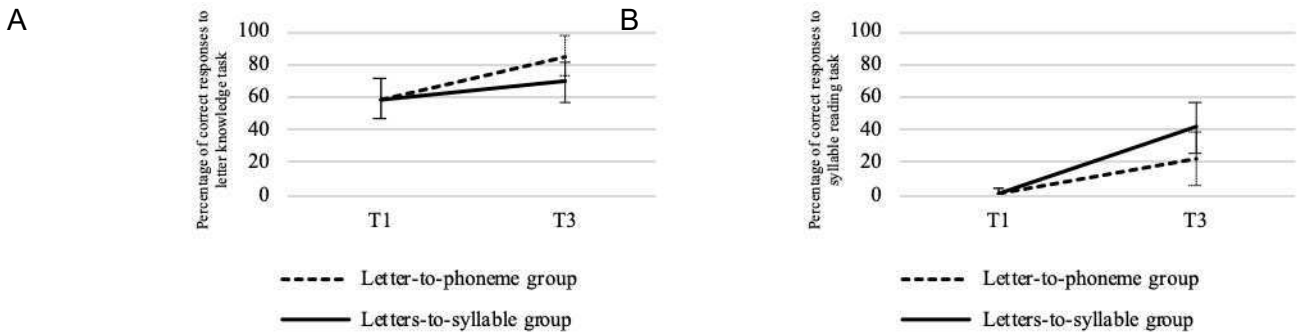 A
Percentage of correct responses to
letter knowledge task
100
80
60
40
20
0
T1
T3
Letter-to-phoneme group
Letters-to-syllable group
B
Percentage of correct responses to
syllable reading task
100
80
60
40
20
0
T1
T3
Letter-to-phoneme group
Letters-to-syllable group